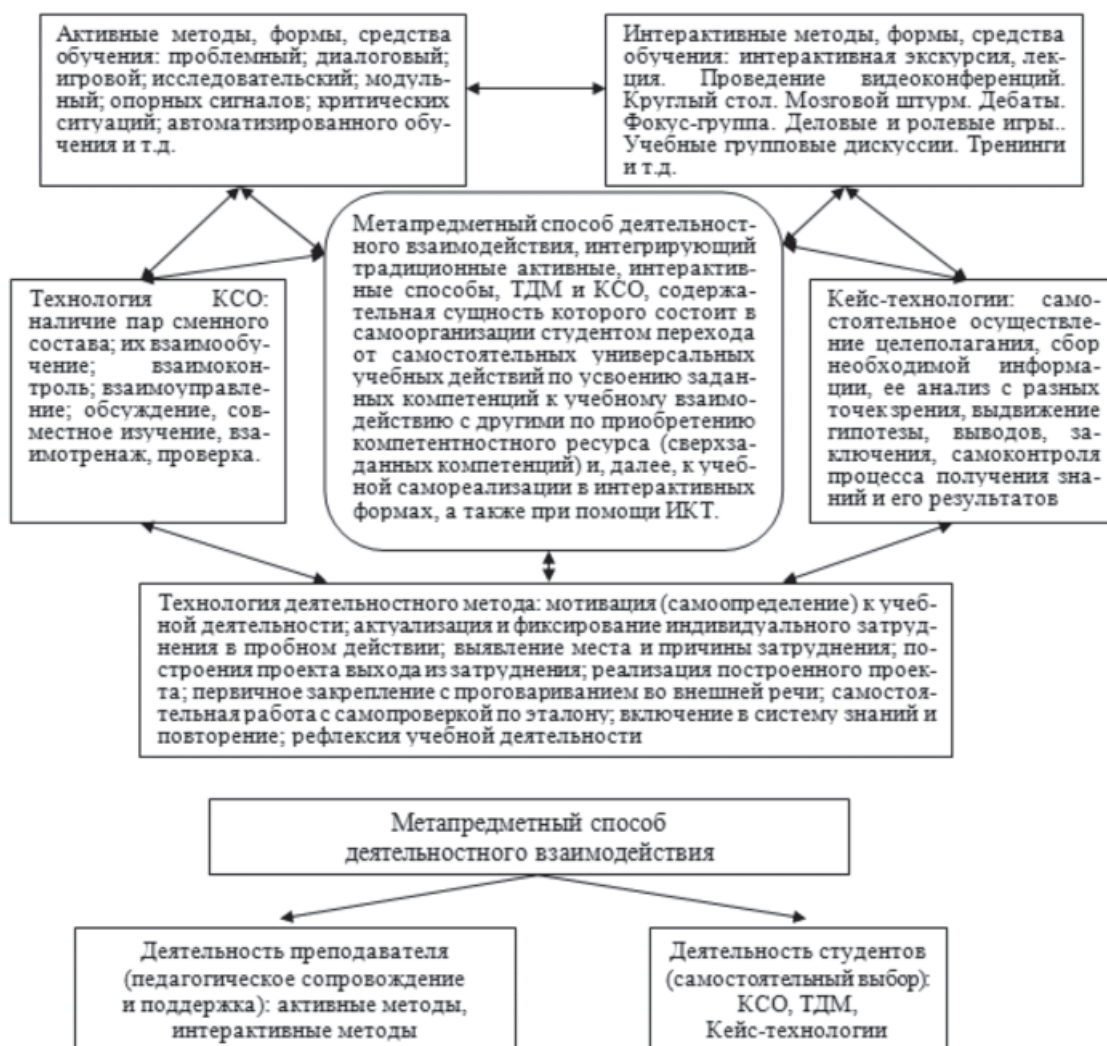 Активные методы, формы, средства
обучения: проблемный; диалоговый;
игровой; исследовательский; модуль-
ный; опорных сигналов; критических
ситуаций; автоматизированного обу-
чения и т.д.
Интерактивные методы, формы, средства
обучения: интерактивная экскурсия, лек-
ция. Проведение видеоконференций.
Круглый стол. Мозговой штурм. Дебаты.
Фокус-группа. Деловые и ролевые игры..
Учебные групповые дискуссии. Тренинги
и т.д.
Метапредметный способ деятельност-
ного взаимодействия, интегрирующий
традиционные активные, интерактив-
ные способы, ТДМ и КСО, содержа-
тельная сущность которого состоит в
самоорганизации студентом перехода
от самостоятельных универсальных
учебных действий по усвоению задан-
ных компетенций к учебному взаимо-
действию с другими по приобретению
компетентностного ресурса (сверхза-
данных компетенций) и, далее, к учеб-
ной самореализации в интерактивных
формах, а также при помощи ИКТ.
Технология КСО:
наличие пар сменного
состава; их взаимообу-
чение; взаимокон-
троль; взаимоуправле-
ние; обсуждение, сов-
местное изучение, вза-
имотренаж, проверка.
Кейс-технологии: само-
стоятельное осуществле-
ние целеполагания, сбор
необходимой информа-
ции, ее анализ с разных
точек зрения, выдвижение
гипотезы, выводов, за-
ключения, самоконтроля
процесса получения зна-
ний и его результатов
Технология деятельностного метода: мотивация (самоопределение) к учеб-
ной деятельности; актуализация и фиксирование индивидуального затруд-
нения в пробном действии; выявление места и причины затруднения; по-
строения проекта выхода из затруднения; реализация построенного проек-
та; первичное закрепление с проговариванием во внешней речи; самостоя-
тельная работа с самопроверкой по эталону; включение в систему знаний и
повторение; рефлексия учебной деятельности
Метапредметный способ
деятельностного взаимодействия
Деятельность преподавателя
(педагогическое сопровождение
и поддержка): активные методы,
интерактивные методы
Деятельность студентов
(самостоятельный выбор):
КСО, ТДМ,
Кейс-технологии